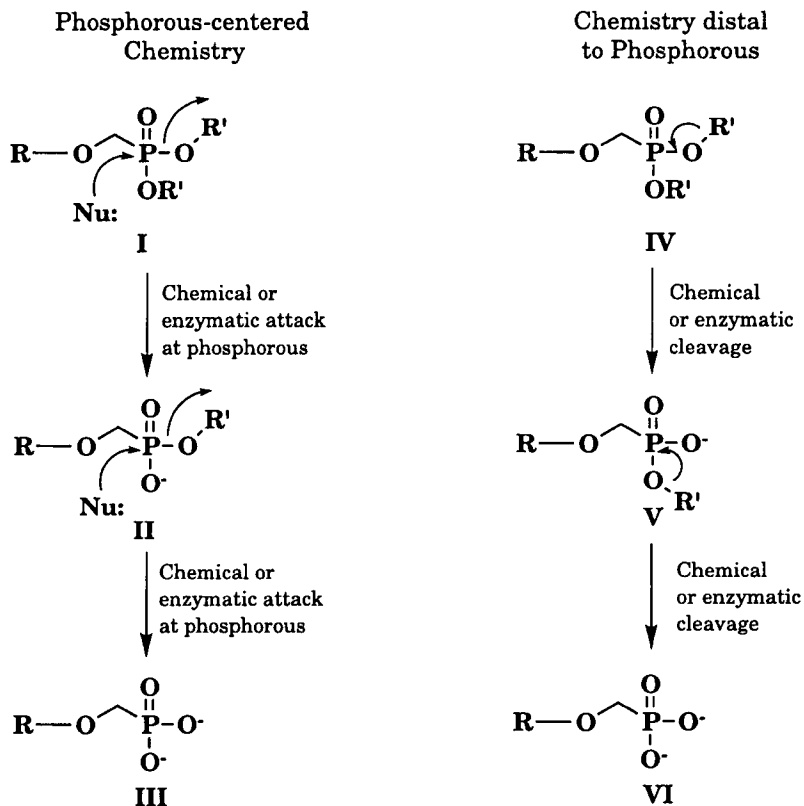 Phosphorous-centered
Chemistry
O
R'
R—O P–O
OR'
Nu:
I
Chemical or
enzymatic attack
at phosphorous
O
R'
R—O P–O
O-
Nu:
II
Chemical or
enzymatic attack
at phosphorous
O
R—O P–O-
O-
III
Chemistry distal
to Phosphorous
O
R'
R—O P–O
OR'
IV
Chemical
or enzymatic
cleavage
O
R—O P–O-
O
R'
V
Chemical
or enzymatic
cleavage
O
R—O P–O-
O-
VI